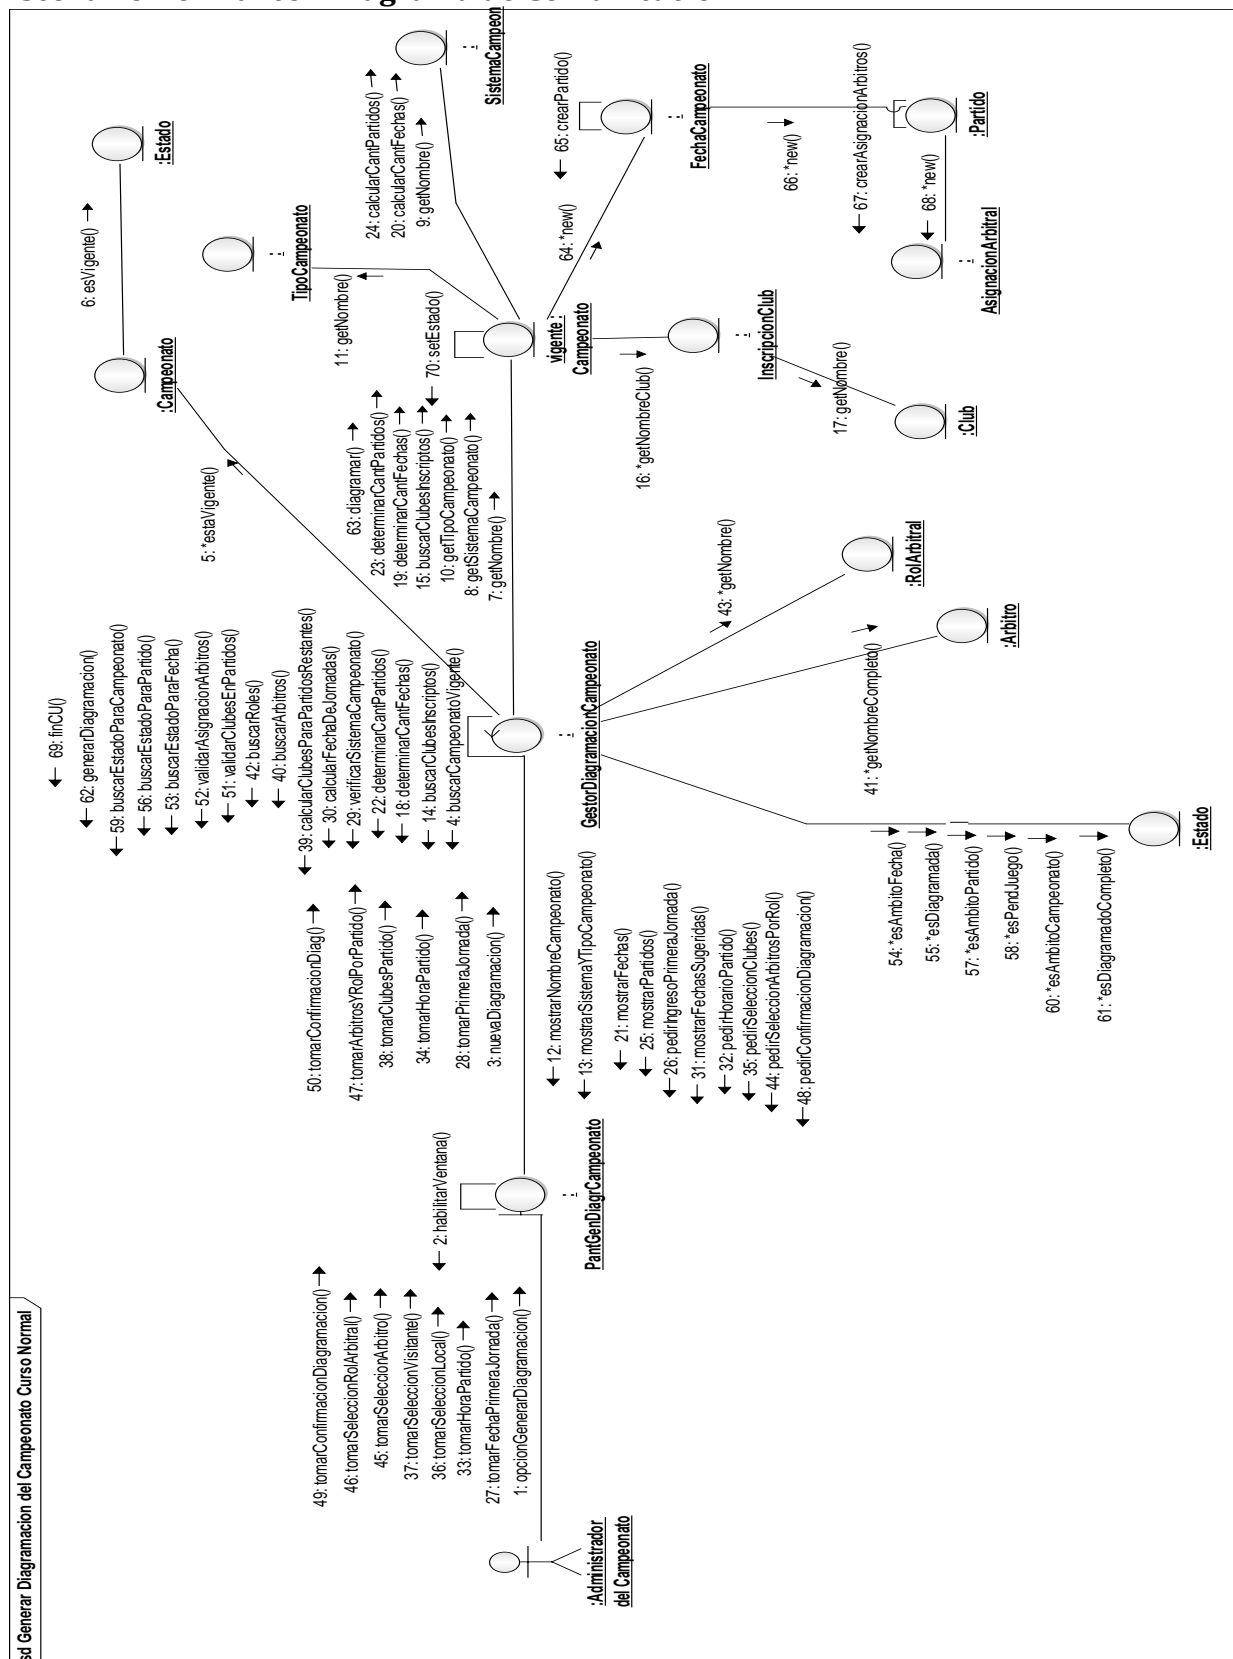 sd Generar Diagramacion del Campeonato Curso Normal
:Administrador
del Campeonato
49: tomarConfirmacionDiagramacion()
46: tomarSeleccionRolArbitral()
45: tomarSeleccionArbitro()
37: tomarSeleccionVisitante()
36: tomarSeleccionLocal()
33: tomarHoraPartido()
27: tomarFechaPrimeraJornada()
1: opcionGenerarDiagramacion()
2: habilitarVentana()
:
PantGenDiagrCampeonato
50: tomarConfirmacionDiag()
47: tomarArbitrosYRolPorPartido()
38: tomarClubesPartido()
34: tomarHoraPartido()
28: tomarPrimeraJornada()
3: nuevaDiagramacion()
12: mostrarNombreCampeonato()
13: mostrarSistemaYTipoCampeonato()
21: mostrarFechas()
25: mostrarPartidos()
26: pedirIngresoPrimeraJornada()
31: mostrarFechasSugeridas()
32: pedirHorarioPartido()
35: pedirSeleccionClubes()
44: pedirSeleccionArbitrosPorRol()
48: pedirConfirmacionDiagramacion()
69: finCU()
62: generarDiagramacion()
59: buscarEstadoParaCampeonato()
56: buscarEstadoParaPartido()
53: buscarEstadoParaFecha()
52: validarAsignacionArbitros()
51: validarClubesEnPartidos()
42: buscarRoles()
40: buscarArbitros()
39: calcularClubesParaPartidosRestantes()
30: calcularFechaDeJornadas()
29: verificarSistemaCampeonato()
22: determinarCantPartidos()
18: determinarCantFechas()
14: buscarClubesInscriptos()
4: buscarCampeonatoVigente()
:
GestorDiagramacionCampeonato
54: *esAmbitoFecha()
55: *esDiagramada()
57: *esAmbitoPartido()
58: *esPendJuego()
60: *esAmbitoCampeonato()
61: *esDiagramadoCompleto()
:Estado
41: *getNombreCompleto()
:Arbitro
43: *getNombre()
:RolArbitral
5: *estaVigente()
:Campeonato
6: esVigente()
:Estado
63: diagramar()
23: determinarCantPartidos()
19: determinarCantFechas()
15: buscarClubesInscriptos()
10: getTipoCampeonato()
8: getSistemaCampeonato()
7: getNombre()
70: setEstado()
vigente :
Campeonato
11: getNombre()
:
TipoCampeonato
24: calcularCantPartidos()
20: calcularCantFechas()
9: getNombre()
:
SistemaCampeon
16: *getNombreClub()
:
InscripcionClub
17: getNombre()
:Club
64: *new()
65: crearPartido()
:
FechaCampeonato
66: *new()
67: crearAsignacionArbitros()
:Partido
68: *new()
:
AsignacionArbitral